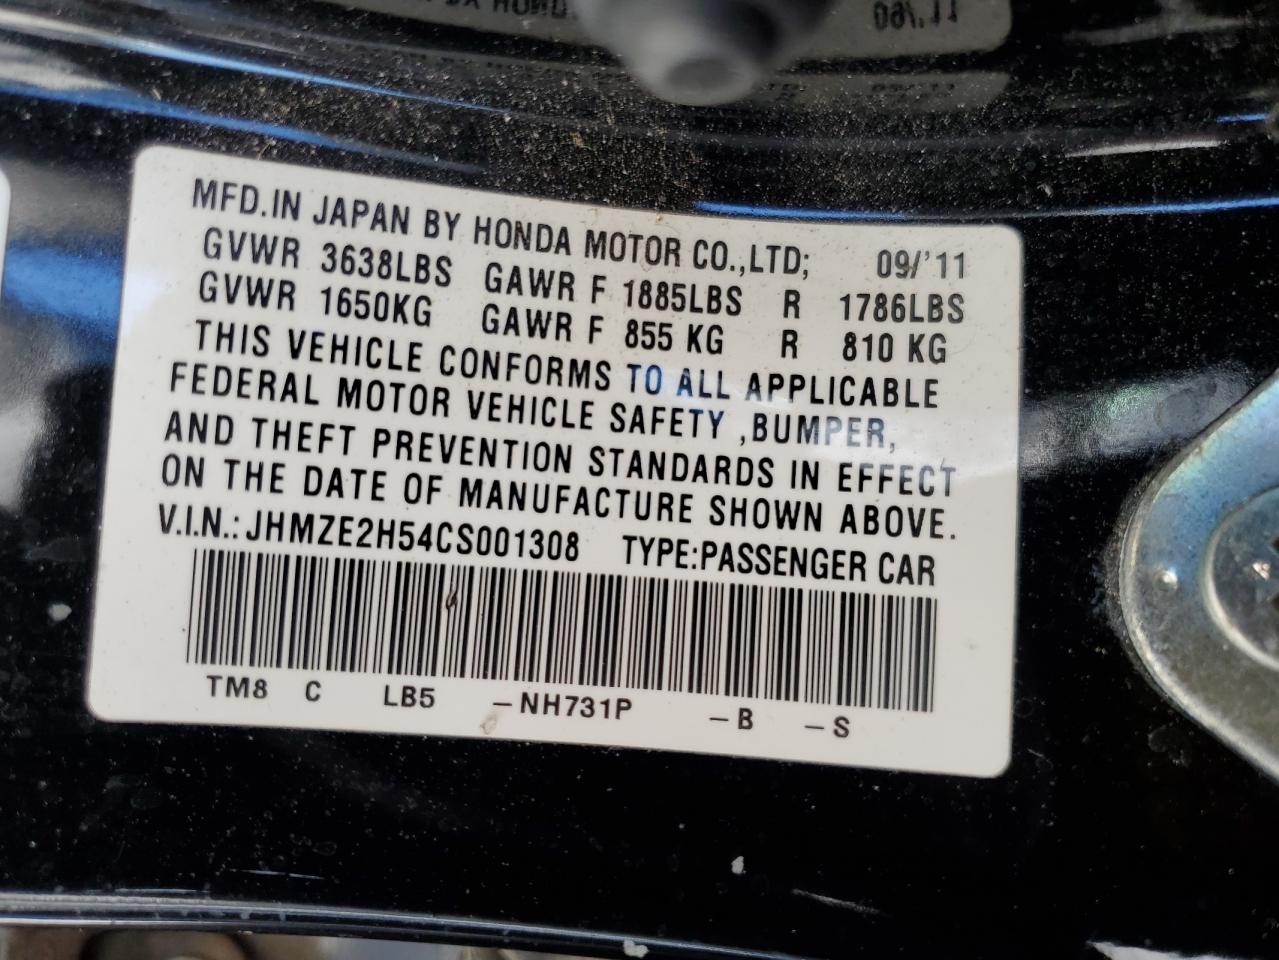 MFD.IN JAPAN BY HONDA MOTOR CO.,LTD; 09/'11
GVWR 3638LBS GAWR F 1885LBS R 1786LBS
GVWR 1650KG GAWR F 855 KG R 810 KG
THIS VEHICLE CONFORMS TO ALL APPLICABLE
FEDERAL MOTOR VEHICLE SAFETY ,BUMPER,
AND THEFT PREVENTION STANDARDS IN EFFECT
ON THE DATE OF MANUFACTURE SHOWN ABOVE.
V.I.N.:JHMZE2H54CS001308 TYPE:PASSENGER CAR
TM8 C LB5 -NH731P -B -S